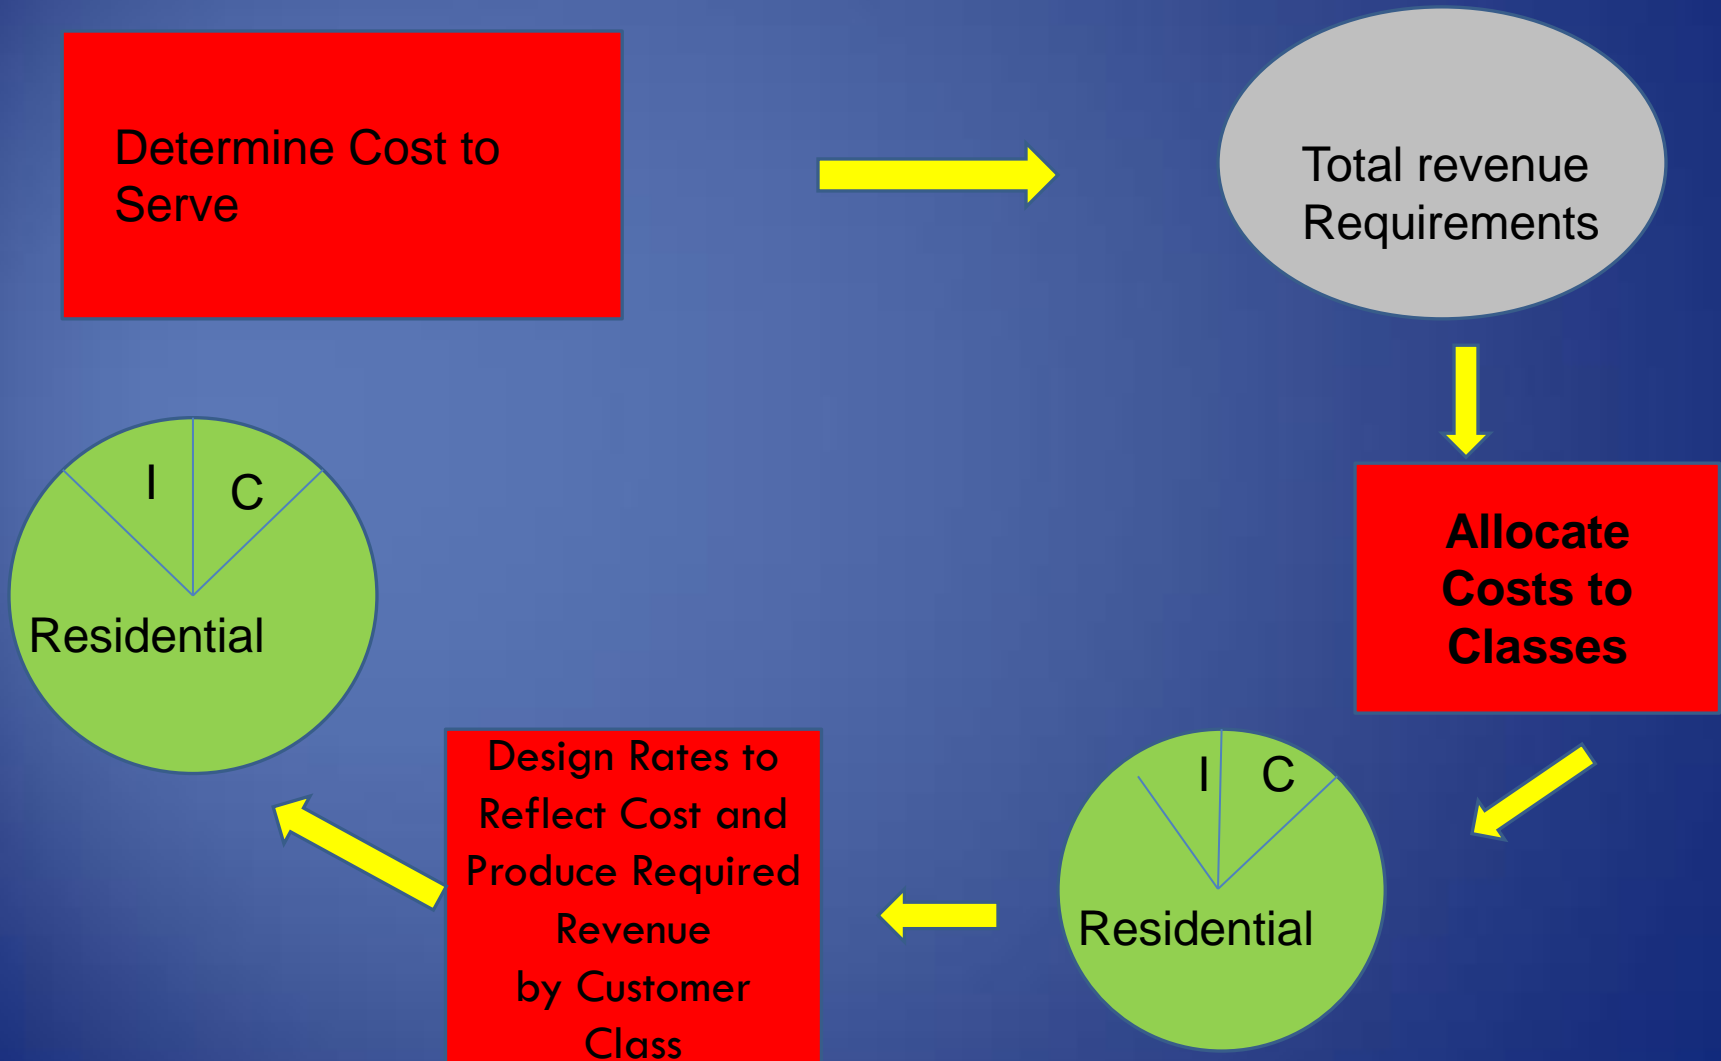 Determine Cost to
Serve
Total revenue
Requirements
Allocate
Costs to
Classes
I
C
Residential
Design Rates to
Reflect Cost and
Produce Required
Revenue
by Customer
Class
I
C
Residential